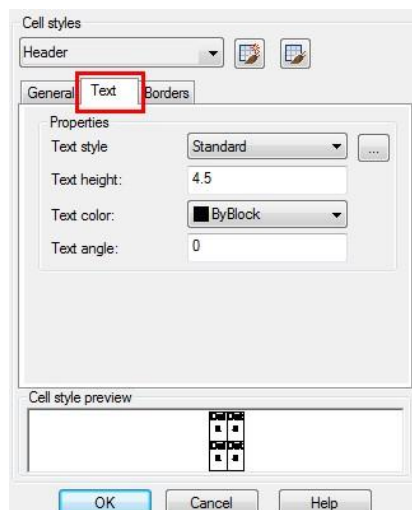 Cell styles
Header
General Text Borders
Properties
Text style Standard ...
Text height: 4.5
Text color: ByBlock
Text angle: 0
Cell style preview
OK Cancel Help